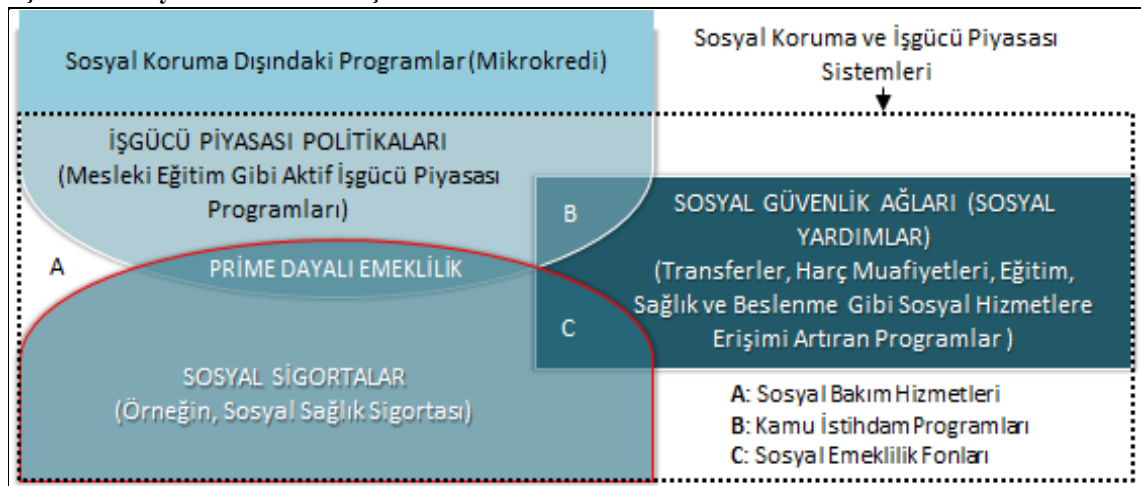 Sosyal Koruma Dışındaki Programlar (Mikrokredi)
Sosyal Koruma ve İşgücü Piyasası
Sistemleri
İŞGÜCÜ PİYASASI POLİTİKALARI
(Mesleki Eğitim Gibi Aktif İşgücü Piyasası
Programları)
B
SOSYAL GÜVENLİK AĞLARI (SOSYAL
YARDIMLAR)
(Transferler, Harç Muafiyetleri, Eğitim,
Sağlık ve Beslenme Gibi Sosyal Hizmetlere
Erişimi Artıran Programlar )
A
PRİME DAYALI EMEKLİLİK
C
SOSYAL SİGORTALAR
(Örneğin, Sosyal Sağlık Sigortası)
A: Sosyal Bakım Hizmetleri
B: Kamu İstihdam Programları
C: Sosyal Emeklilik Fonları